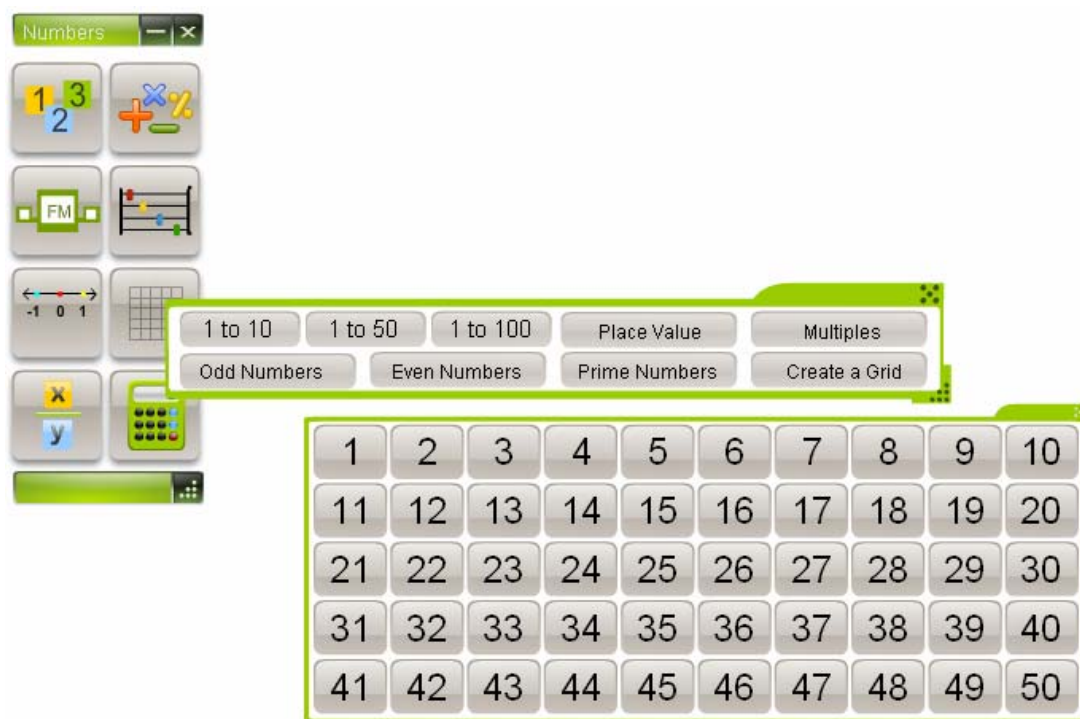 Numbers
1 2 3
+ × % −
FM
-1 0 1
1 to 10 1 to 50 1 to 100 Place Value Multiples
Odd Numbers Even Numbers Prime Numbers Create a Grid
x
y
1 2 3 4 5 6 7 8 9 10
11 12 13 14 15 16 17 18 19 20
21 22 23 24 25 26 27 28 29 30
31 32 33 34 35 36 37 38 39 40
41 42 43 44 45 46 47 48 49 50